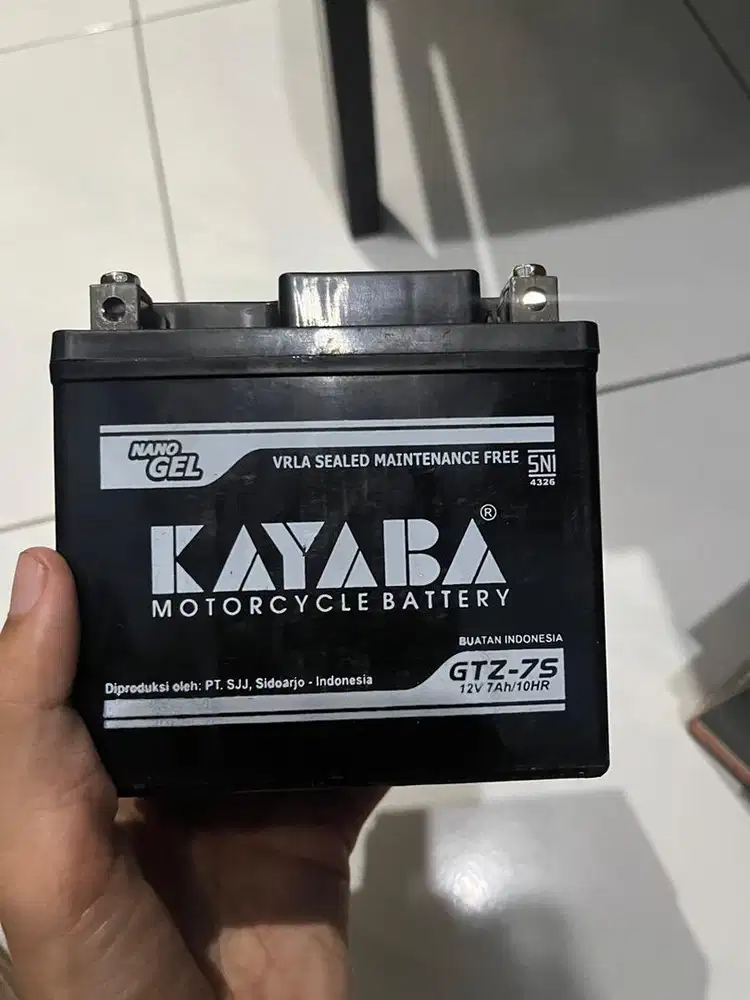 NANO
GEL
VRLA SEALED MAINTENANCE FREE
SNI
4326
KAYABA®
MOTORCYCLE BATTERY
BUATAN INDONESIA
GTZ-7S
12V 7Ah/10HR
Diproduksi oleh: PT. SJJ, Sidoarjo - Indonesia